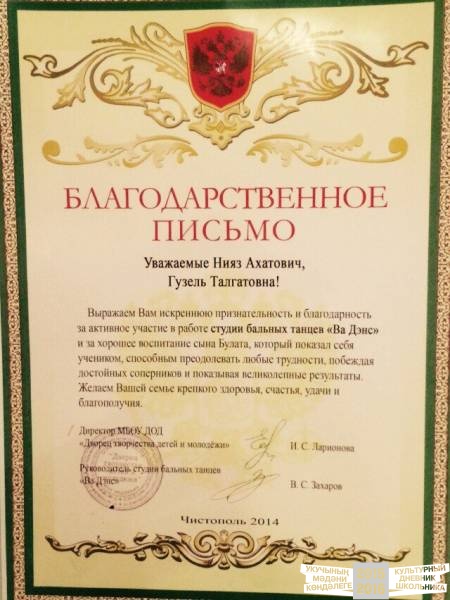 БЛАГОДАРСТВЕННОЕ
ПИСЬМО
Уважаемые Нияз Ахатович,
Гузель Талгатовна!
Выражаем Вам искреннюю признательность и благодарность
за активное участие в работе студии бальных танцев «Ва Дэнс»
и за хорошее воспитание сына Булата, который показал себя
учеником, способным преодолевать любые трудности, побеждая
достойных соперников и показывая великолепные результаты.
Желаем Вашей семье крепкого здоровья, счастья, удачи и
благополучия.
Директор МБОУ ДОД
«Дворец творчества детей и молодёжи» И. С. Ларионова
Руководитель студии бальных танцев
«Ва Дэнс» В. С. Захаров
Чистополь 2014
УКУЧЫНЫҢ КУЛЬТУРНЫЙ
МӘДӘНИ ДНЕВНИК
КӨНДӘЛЕГЕ ШКОЛЬНИКА